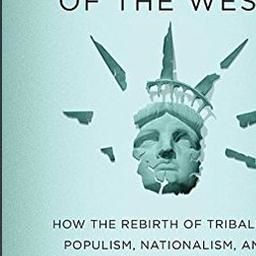 OF THE WES
HOW THE REBIRTH OF TRIBAL
POPULISM, NATIONALISM, AN